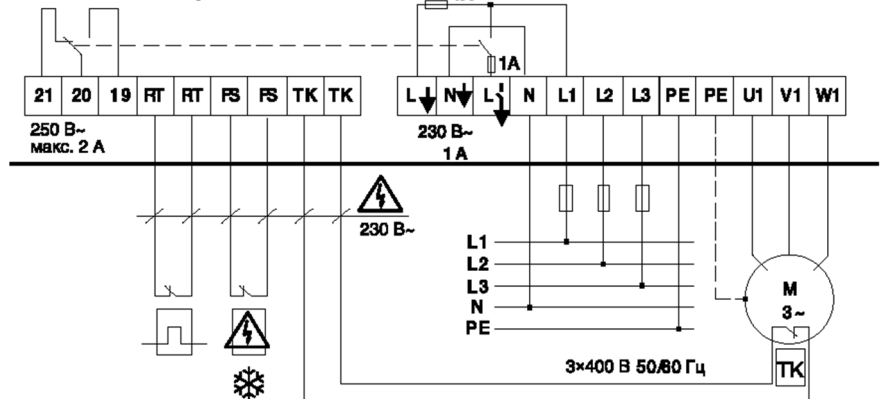 1A
21 20 19 RT RT FS FS TK TK L N L N L1 L2 L3 PE PE U1 V1 W1
250 В~
макс. 2 А
230 В~
1 А
230 В~
L1
L2
L3
N
PE
M
3~
3×400 В 50/60 Гц
TK